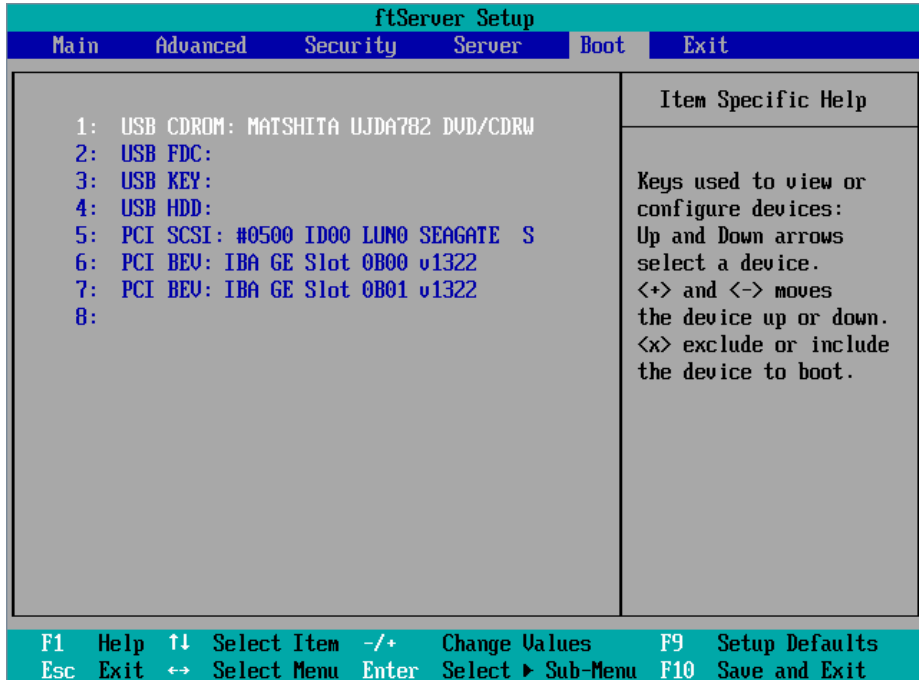 ftServer Setup
Main Advanced Security Server Boot Exit
1: USB CDROM: MATSHITA UJDA782 DVD/CDRW
2: USB FDC:
3: USB KEY:
4: USB HDD:
5: PCI SCSI: #0500 ID00 LUN0 SEAGATE S
6: PCI BEV: IBA GE Slot 0B00 v1322
7: PCI BEV: IBA GE Slot 0B01 v1322
8:
Item Specific Help
Keys used to view or
configure devices:
Up and Down arrows
select a device.
<+> and <-> moves
the device up or down.
<x> exclude or include
the device to boot.
F1 Help ↑↓ Select Item -/+ Change Values F9 Setup Defaults
Esc Exit ↔ Select Menu Enter Select ▶ Sub-Menu F10 Save and Exit